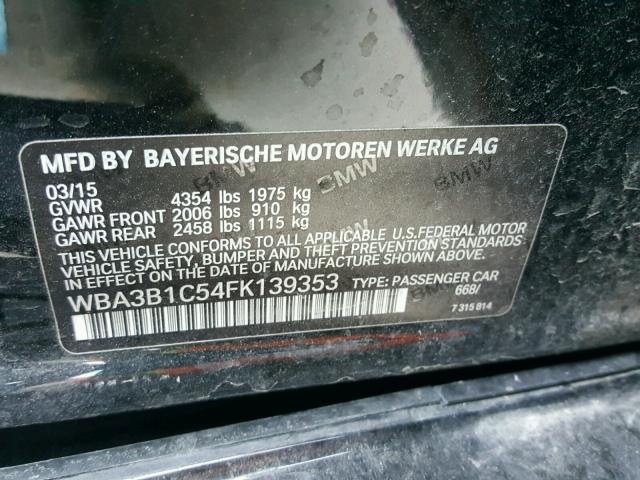 MFD BY BAYERISCHE MOTOREN WERKE AG
03/15
GVWR 4354 lbs 1975 kg
GAWR FRONT 2006 lbs 910 kg
GAWR REAR 2458 lbs 1115 kg
THIS VEHICLE CONFORMS TO ALL APPLICABLE U.S.FEDERAL MOTOR
VEHICLE SAFETY, BUMPER, AND THEFT PREVENTION STANDARDS
IN EFFECT ON THE DATE OF MANUFACTURE SHOWN ABOVE.
WBA3B1C54FK139353 TYPE: PASSENGER CAR
668/
7 315 814
BMW
BMW
BMW